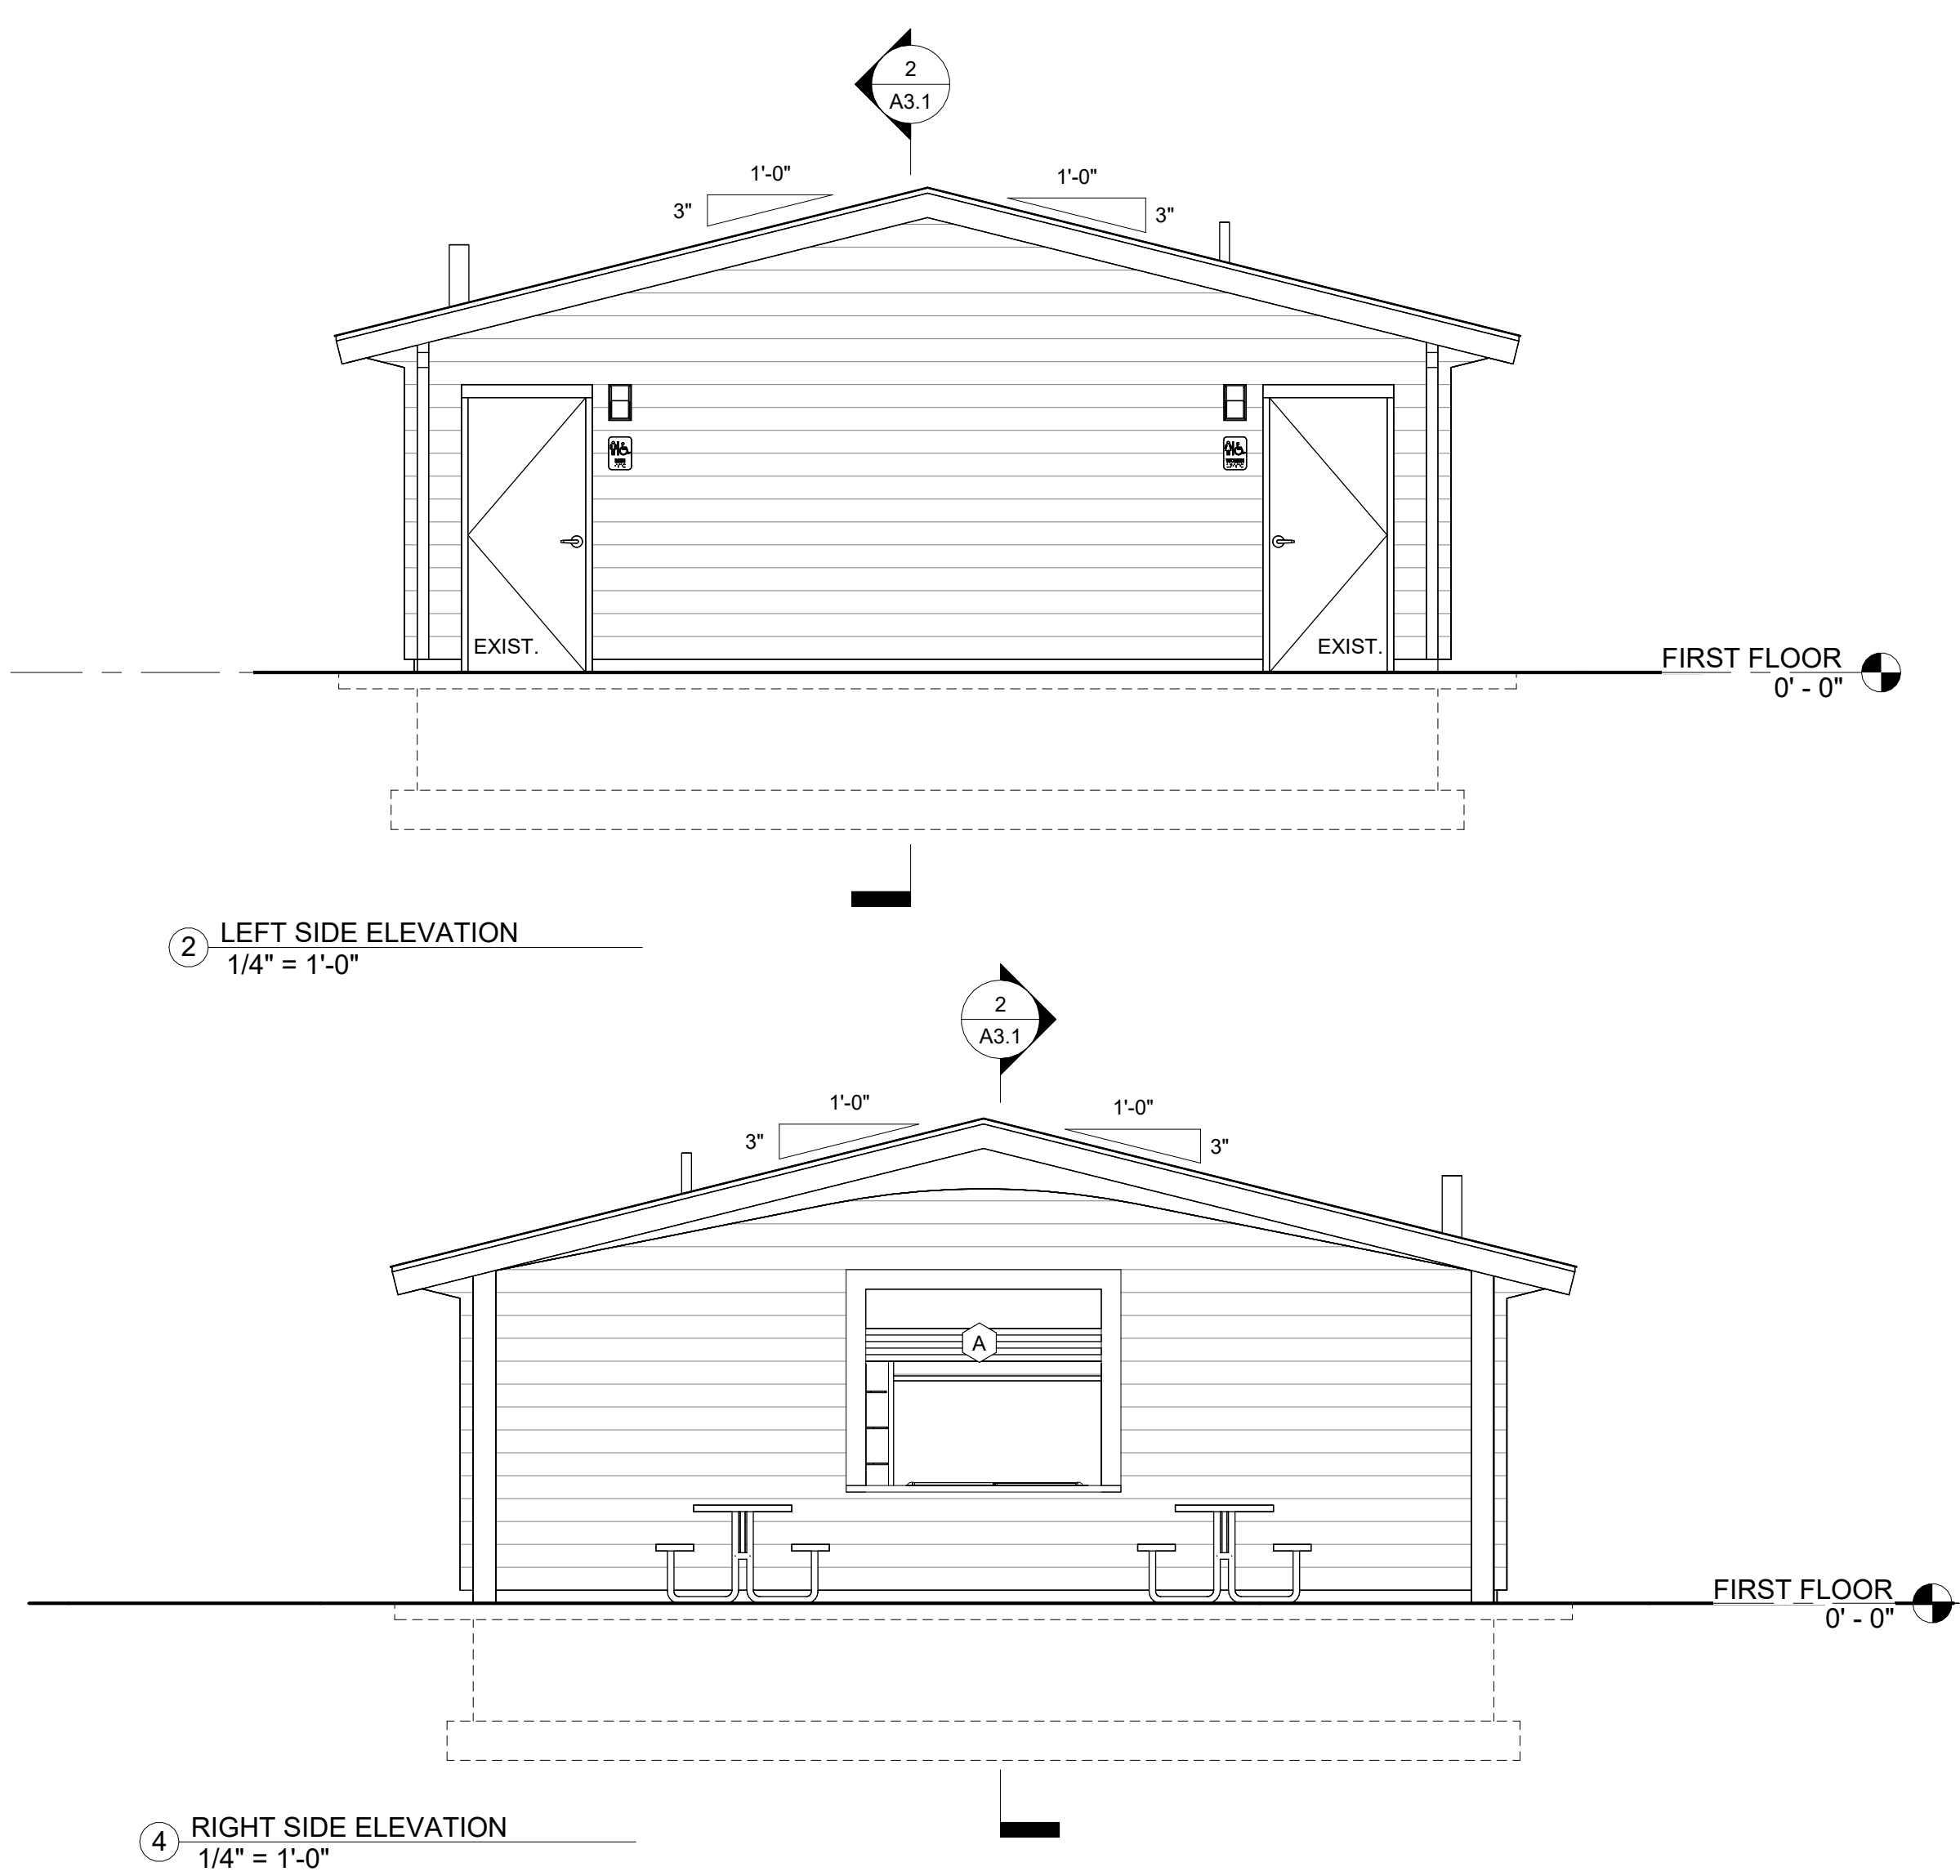 2
A3.1
1'-0"
1'-0"
3"
3"
EXIST.
EXIST.
FIRST FLOOR
0' - 0"
2
LEFT SIDE ELEVATION
1/4" = 1'-0"
2
A3.1
1'-0"
1'-0"
3"
3"
A
FIRST FLOOR
0' - 0"
4
RIGHT SIDE ELEVATION
1/4" = 1'-0"